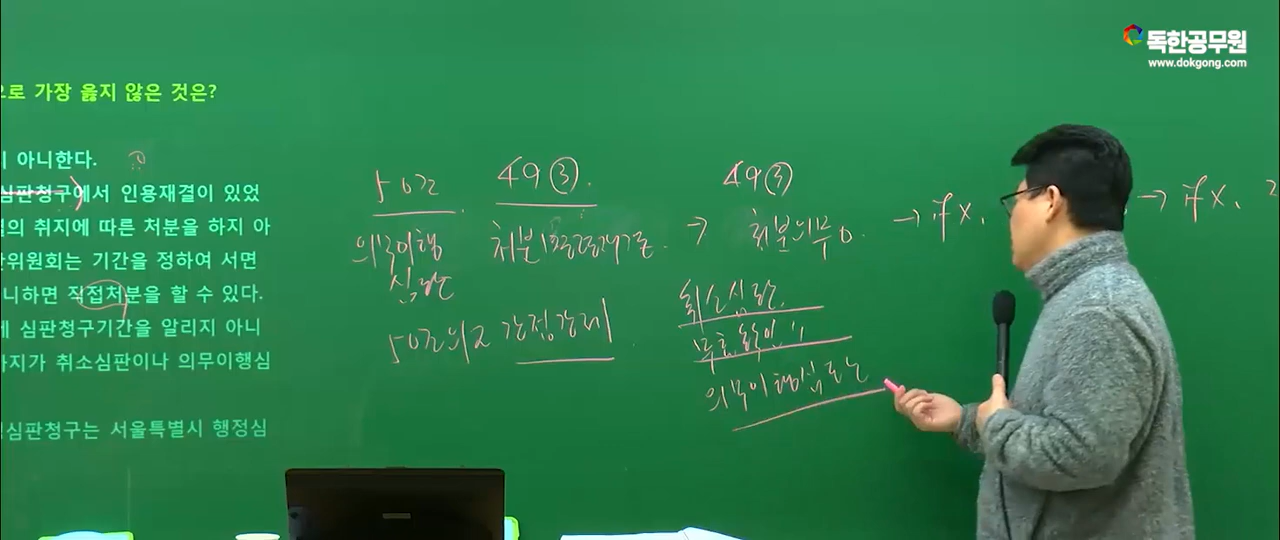 독한공무원
www.dokgong.com
으로 가장 옳지 않은 것은?
아니한다.
심판청구에서 인용재결이 있었
의 취지에 따른 처분을 하지 아
위원회는 기간을 정하여 서면
니하면 직접처분을 할 수 있다.
심판청구기간을 알리지 아니
가지가 취소심판이나 의무이행심
심판청구는 서울특별시 행정심
50조 49③. 49③
의무이행 → 처분의무 → if X, → if X,
심판
50조의2 간접강제
취소심판,
무효확인 "
의무이행심판